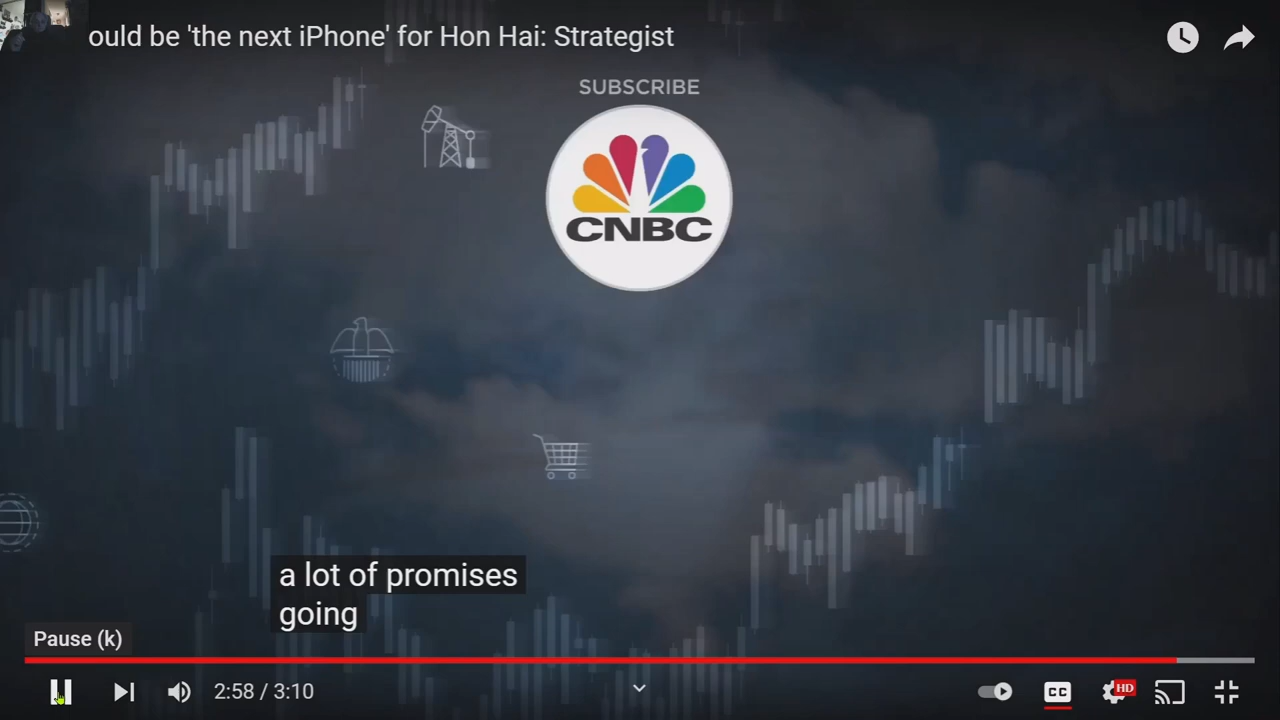 ould be 'the next iPhone' for Hon Hai: Strategist
SUBSCRIBE
CNBC
a lot of promises
going
Pause (k)
2:58 / 3:10
CC
HD